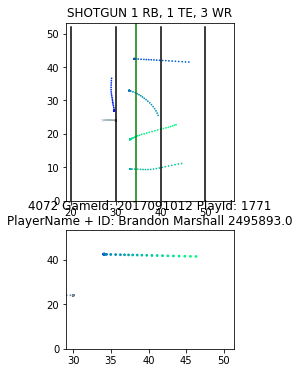 SHOTGUN 1 RB, 1 TE, 3 WR
50
40
30
20
10
0
20 30 40 50
4072 GameId: 2017091012 PlayId: 1771
PlayerName + ID: Brandon Marshall 2495893.0
40
20
0
30 35 40 45 50